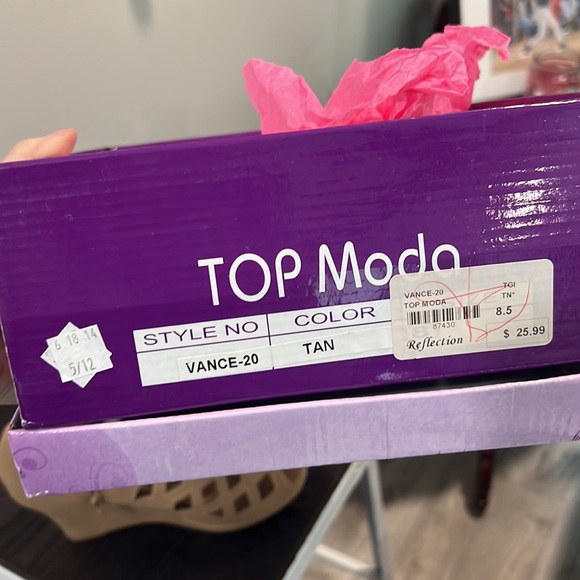 TOP Moda
STYLE NO COLOR
VANCE-20 TAN
6.18.14
5/12
VANCE-20 TGI
TOP MODA TN*
87430 8.5
Reflection $ 25.99